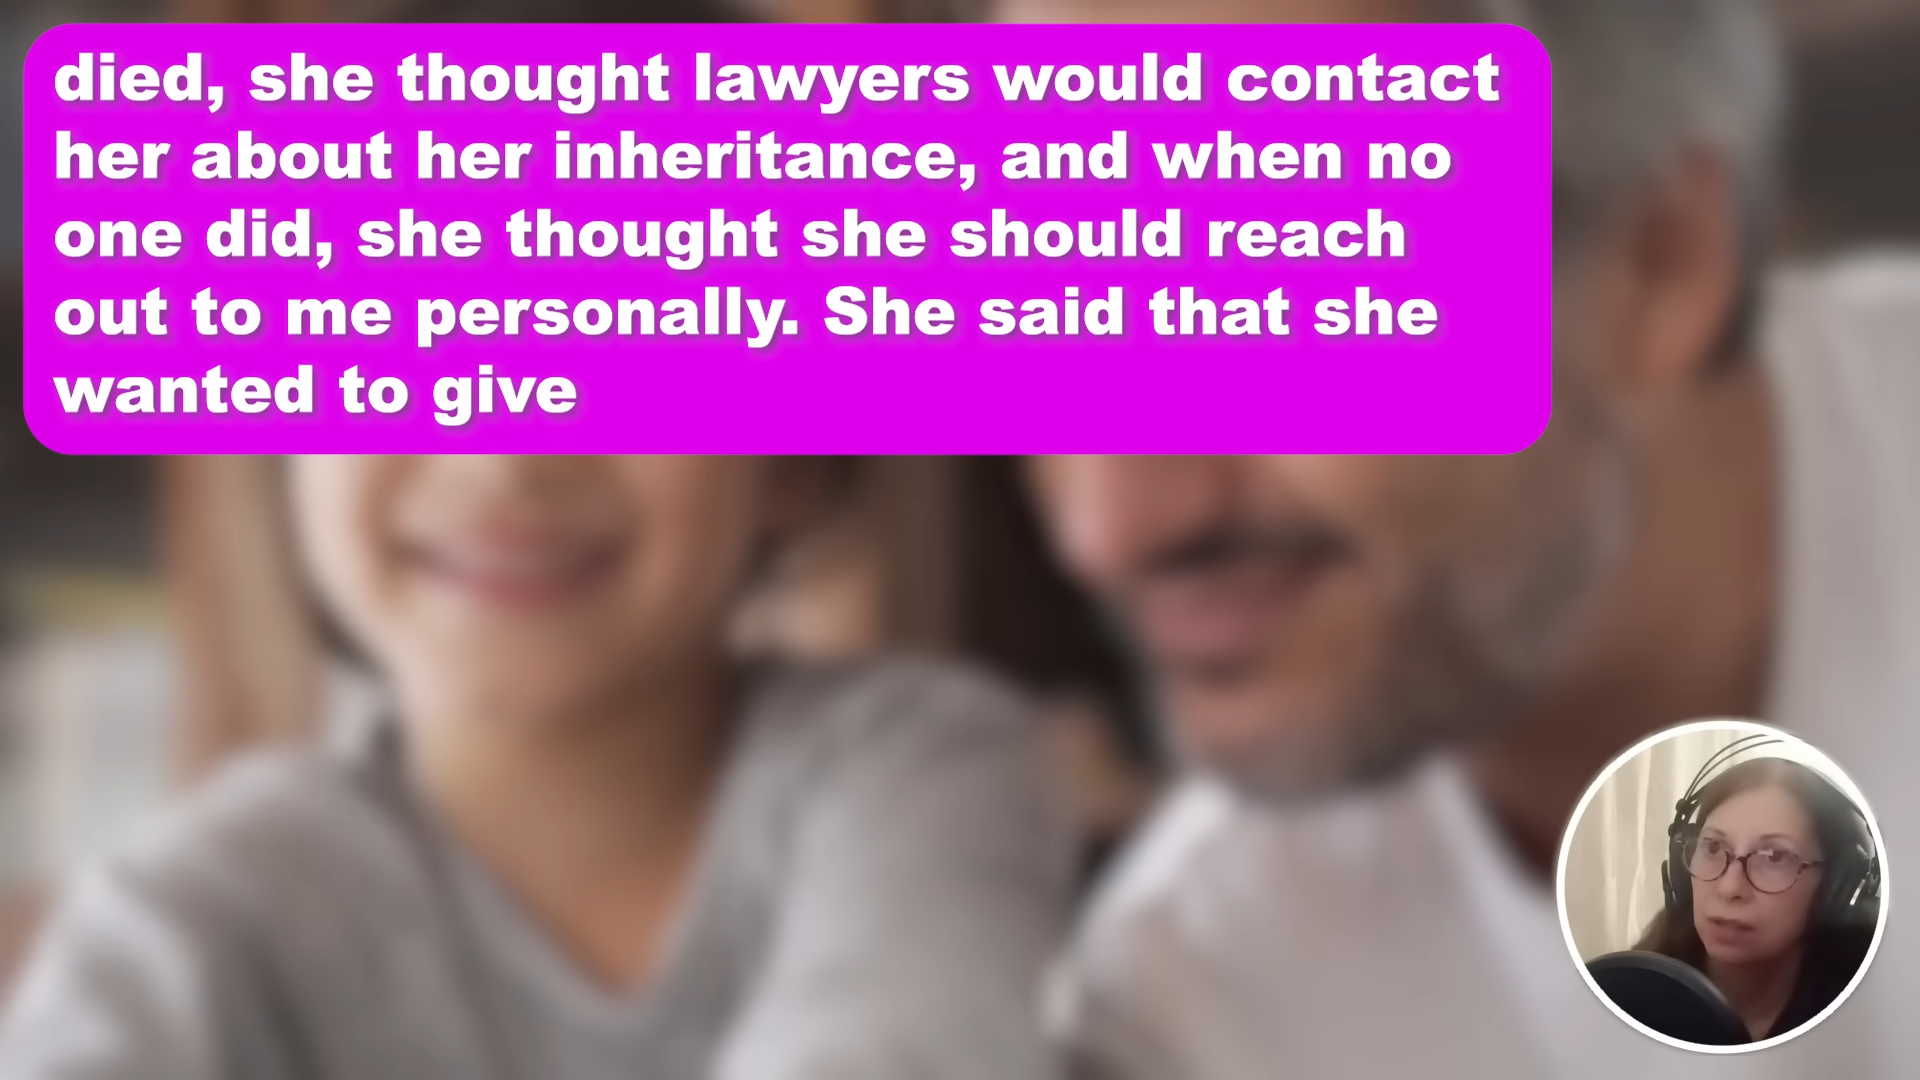 died, she thought lawyers would contact
her about her inheritance, and when no
one did, she thought she should reach
out to me personally. She said that she
wanted to give